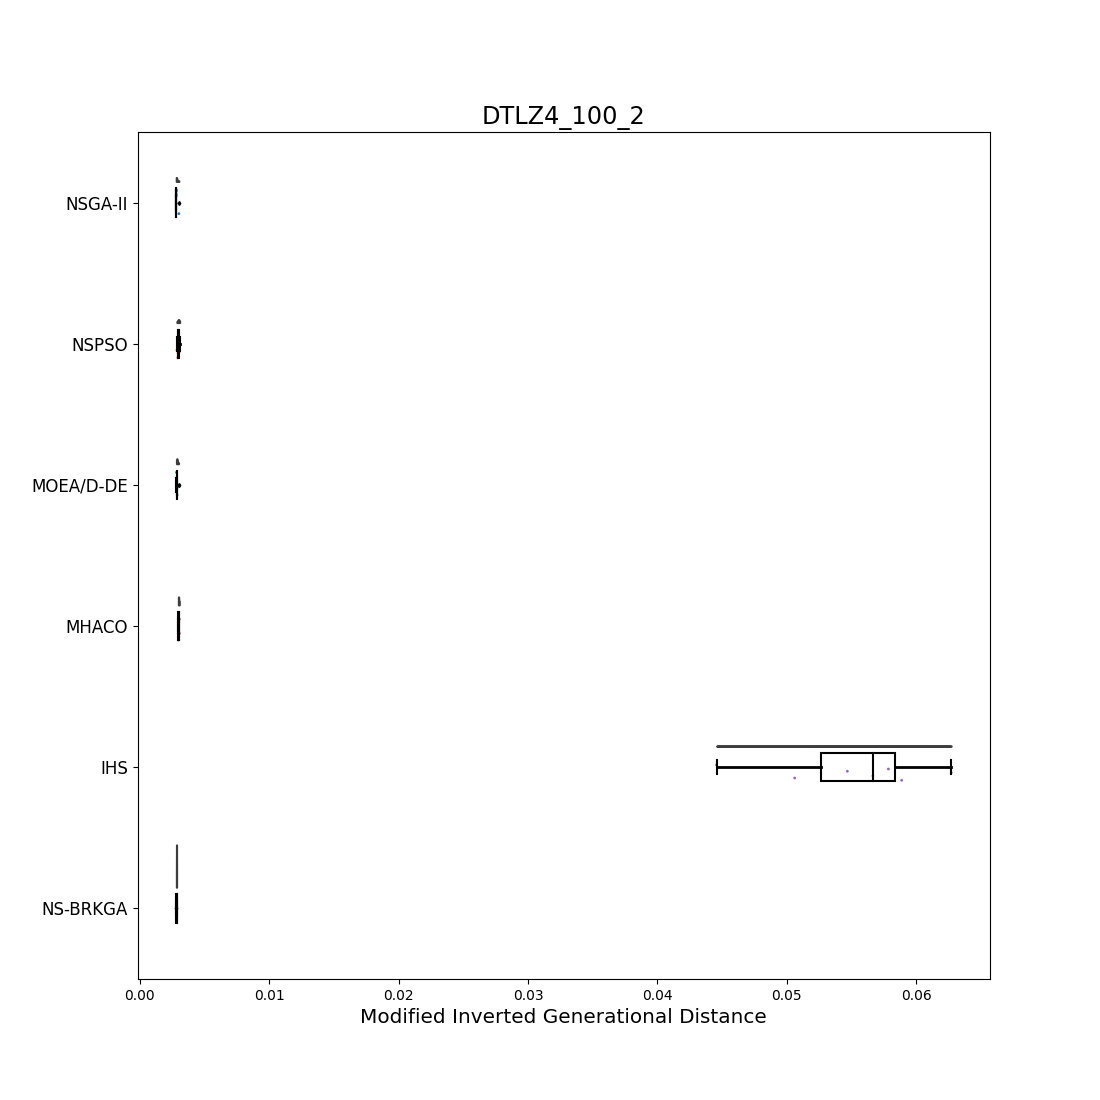 DTLZ4_100_2
NSGA-II
NSPSO
MOEA/D-DE
MHACO
IHS
NS-BRKGA
0.00 0.01 0.02 0.03 0.04 0.05 0.06
Modified Inverted Generational Distance